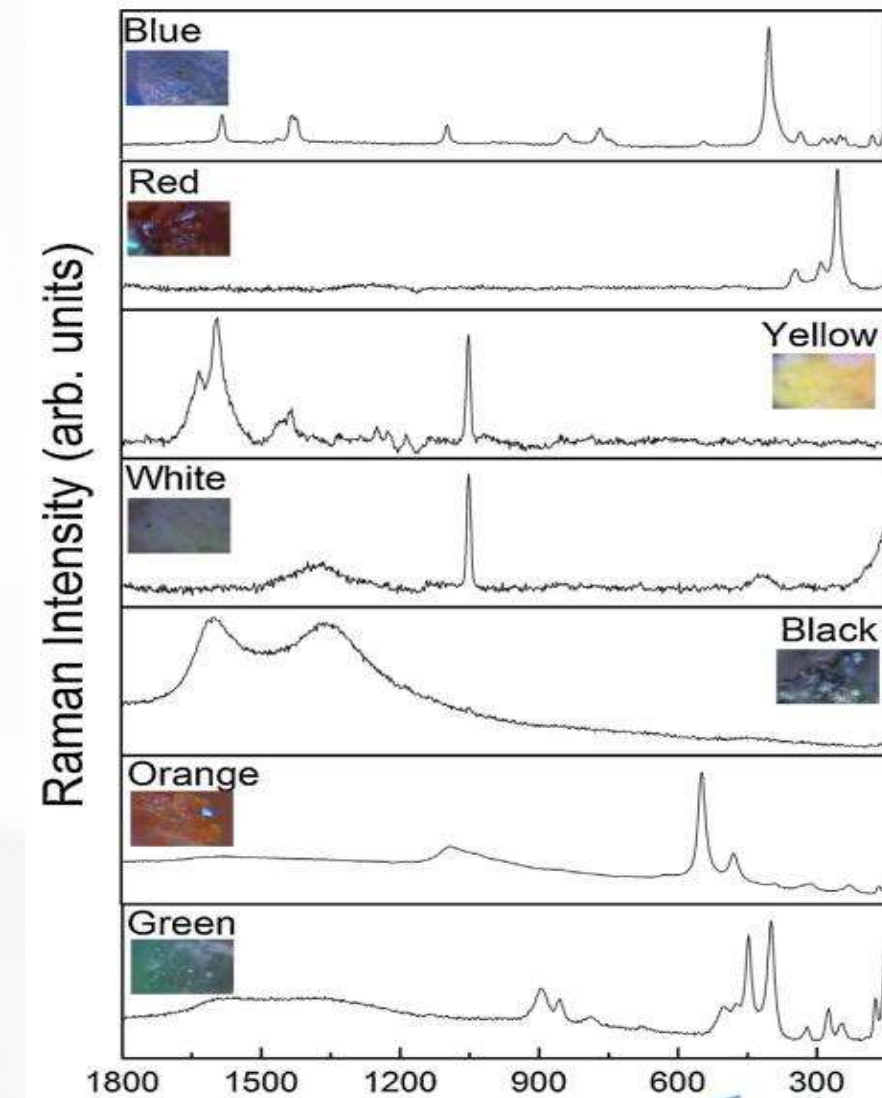 Blue
Red
Yellow
White
Black
Orange
Green
Raman Intensity (arb. units)
1800 1500 1200 900 600 300